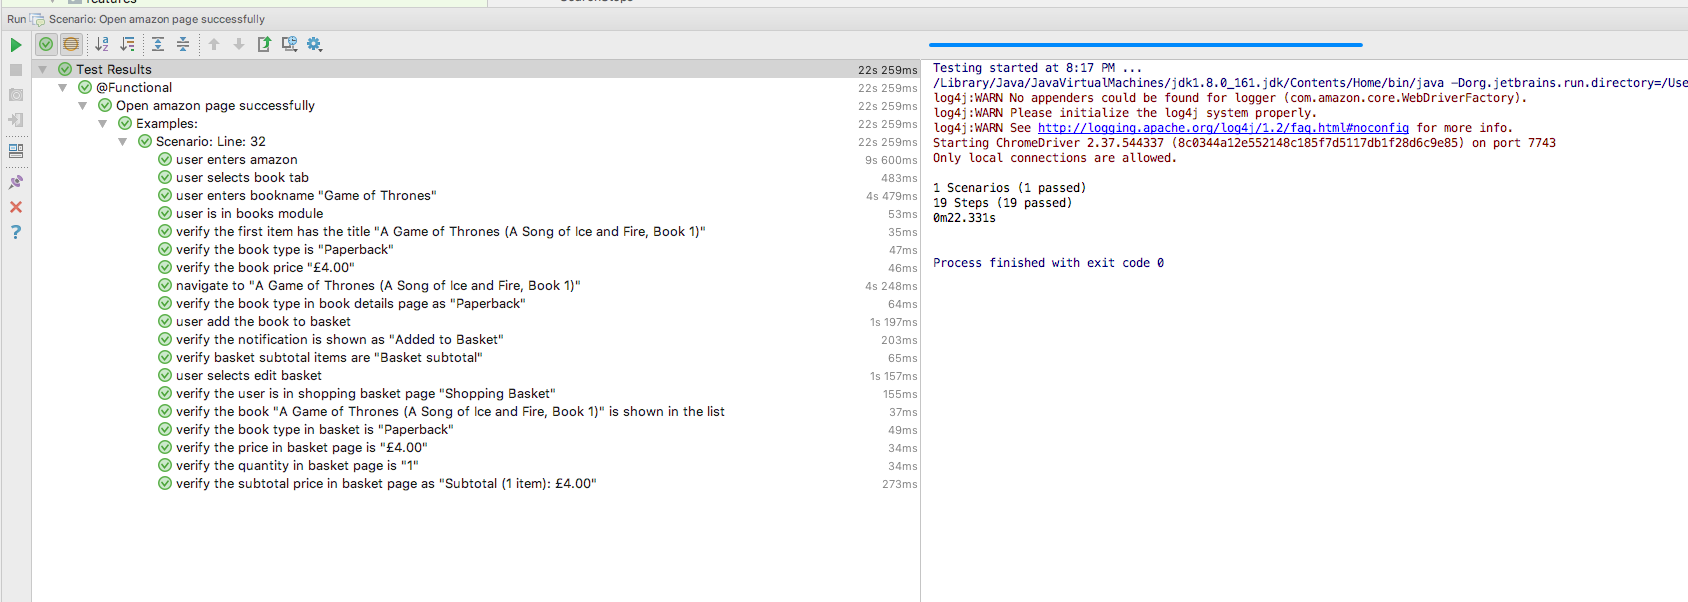 features
Run Scenario: Open amazon page successfully
Test Results 22s 259ms
@Functional 22s 259ms
Open amazon page successfully 22s 259ms
Examples: 22s 259ms
Scenario: Line: 32 22s 259ms
user enters amazon 9s 600ms
user selects book tab 483ms
user enters bookname "Game of Thrones" 4s 479ms
user is in books module 53ms
verify the first item has the title "A Game of Thrones (A Song of Ice and Fire, Book 1)" 35ms
verify the book type is "Paperback" 47ms
verify the book price "£4.00" 46ms
navigate to "A Game of Thrones (A Song of Ice and Fire, Book 1)" 4s 248ms
verify the book type in book details page as "Paperback" 64ms
user add the book to basket 1s 197ms
verify the notification is shown as "Added to Basket" 203ms
verify basket subtotal items are "Basket subtotal" 65ms
user selects edit basket 1s 157ms
verify the user is in shopping basket page "Shopping Basket" 155ms
verify the book "A Game of Thrones (A Song of Ice and Fire, Book 1)" is shown in the list 37ms
verify the book type in basket is "Paperback" 49ms
verify the price in basket page is "£4.00" 34ms
verify the quantity in basket page is "1" 34ms
verify the subtotal price in basket page as "Subtotal (1 item): £4.00" 273ms
Testing started at 8:17 PM ...
/Library/Java/JavaVirtualMachines/jdk1.8.0_161.jdk/Contents/Home/bin/java -Dorg.jetbrains.run.directory=/Use
log4j:WARN No appenders could be found for logger (com.amazon.core.WebDriverFactory).
log4j:WARN Please initialize the log4j system properly.
log4j:WARN See http://logging.apache.org/log4j/1.2/faq.html#noconfig for more info.
Starting ChromeDriver 2.37.544337 (8c0344a12e552148c185f7d5117db1f28d6c9e85) on port 7743
Only local connections are allowed.
1 Scenarios (1 passed)
19 Steps (19 passed)
0m22.331s
Process finished with exit code 0